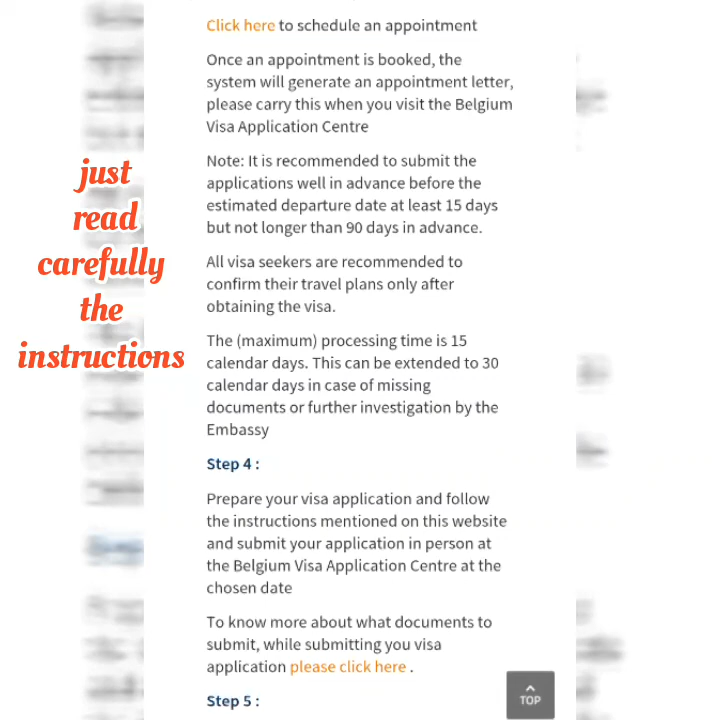 Click here to schedule an appointment
Once an appointment is booked, the
system will generate an appointment letter,
please carry this when you visit the Belgium
Visa Application Centre
Note: It is recommended to submit the
applications well in advance before the
estimated departure date at least 15 days
but not longer than 90 days in advance.
All visa seekers are recommended to
confirm their travel plans only after
obtaining the visa.
The (maximum) processing time is 15
calendar days. This can be extended to 30
calendar days in case of missing
documents or further investigation by the
Embassy
Step 4 :
Prepare your visa application and follow
the instructions mentioned on this website
and submit your application in person at
the Belgium Visa Application Centre at the
chosen date
To know more about what documents to
submit, while submitting you visa
application please click here .
Step 5 :
TOP
just
read
carefully
the
instructions